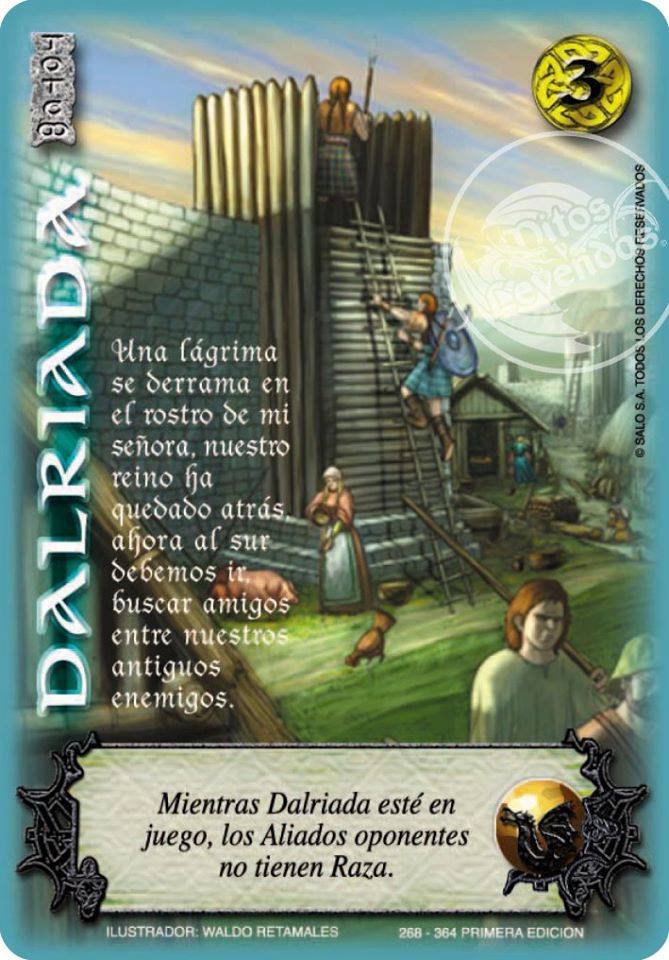 3
DALRIADA
Mitos y Leyendas
© SALO S.A. TODOS LOS DERECHOS RESERVADOS
Una lágrima
se derrama en
el rostro de mi
señora, nuestro
reino ha
quedado atrás,
ahora al sur
debemos ir,
buscar amigos
entre nuestros
antiguos
enemigos.
Mientras Dalriada esté en
juego, los Aliados oponentes
no tienen Raza.
ILUSTRADOR: WALDO RETAMALES
268 - 364 PRIMERA EDICION